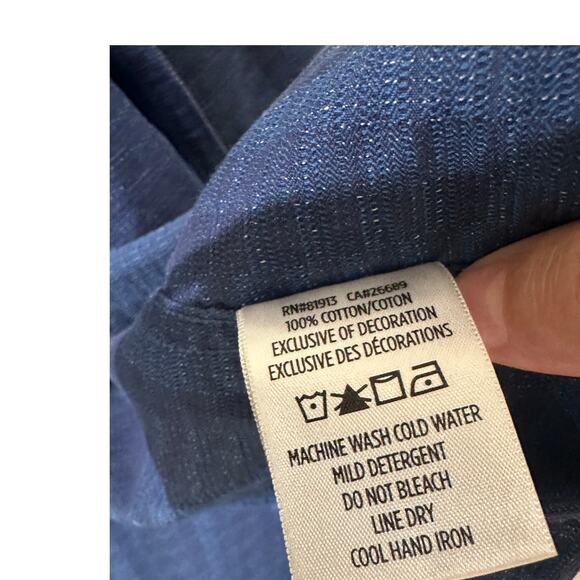 RN#81913 CA#26689
100% COTTON/COTON
EXCLUSIVE OF DECORATION
EXCLUSIVE DES DÉCORATIONS
MACHINE WASH COLD WATER
MILD DETERGENT
DO NOT BLEACH
LINE DRY
COOL HAND IRON